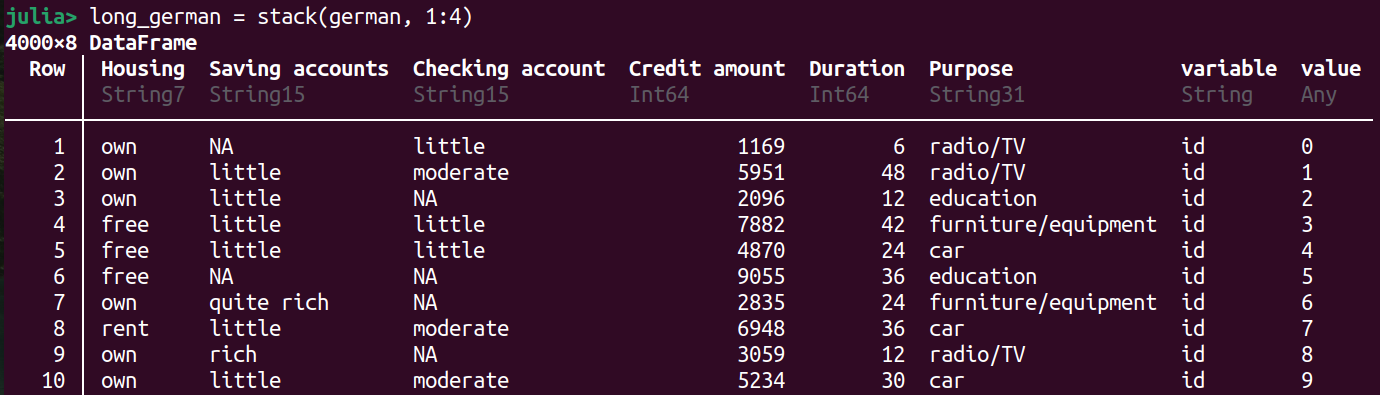 julia> long_german = stack(german, 1:4)
4000×8 DataFrame
Row Housing Saving accounts Checking account Credit amount Duration Purpose variable value
String7 String15 String15 Int64 Int64 String31 String Any
1 own NA little 1169 6 radio/TV id 0
2 own little moderate 5951 48 radio/TV id 1
3 own little NA 2096 12 education id 2
4 free little little 7882 42 furniture/equipment id 3
5 free little little 4870 24 car id 4
6 free NA NA 9055 36 education id 5
7 own quite rich NA 2835 24 furniture/equipment id 6
8 rent little moderate 6948 36 car id 7
9 own rich NA 3059 12 radio/TV id 8
10 own little moderate 5234 30 car id 9